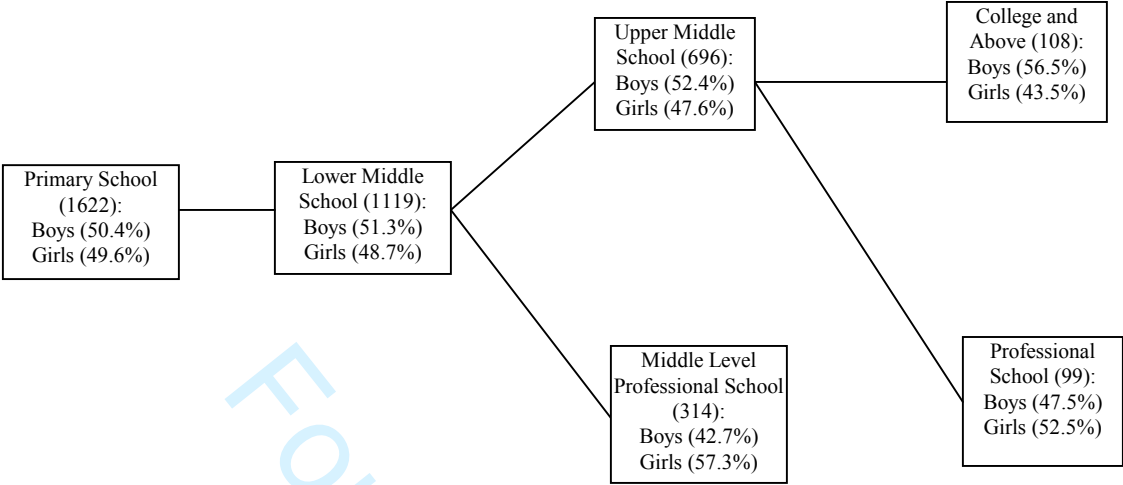 Primary School
(1622):
Boys (50.4%)
Girls (49.6%)
Lower Middle
School (1119):
Boys (51.3%)
Girls (48.7%)
Upper Middle
School (696):
Boys (52.4%)
Girls (47.6%)
Middle Level
Professional School
(314):
Boys (42.7%)
Girls (57.3%)
College and
Above (108):
Boys (56.5%)
Girls (43.5%)
Professional
School (99):
Boys (47.5%)
Girls (52.5%)
Fo